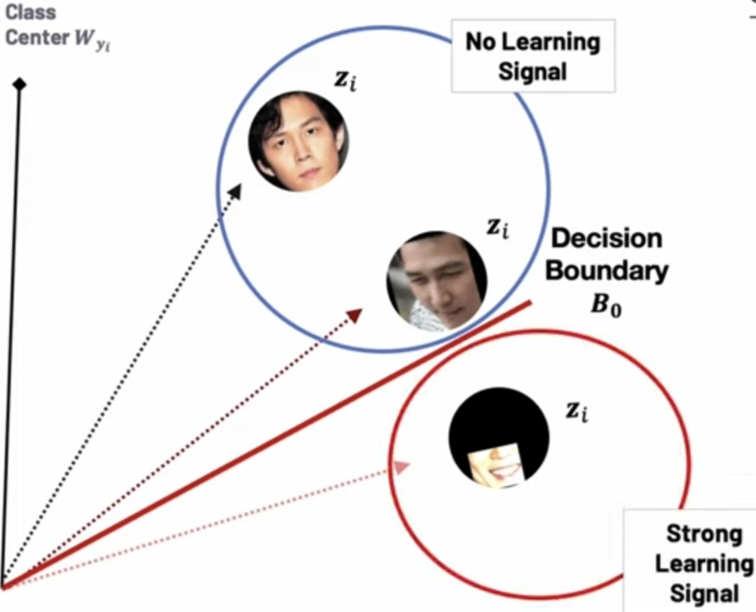 Class
Center W_{y_i}
No Learning
Signal
z_i
z_i
Decision
Boundary
B_0
z_i
Strong
Learning
Signal